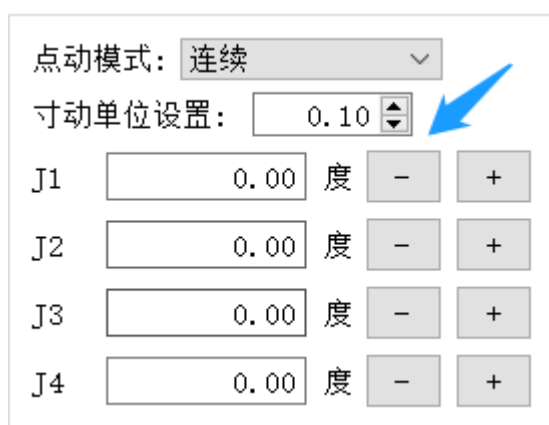 点动模式: 连续
寸动单位设置: 0.10
J1 0.00 度 - +
J2 0.00 度 - +
J3 0.00 度 - +
J4 0.00 度 - +